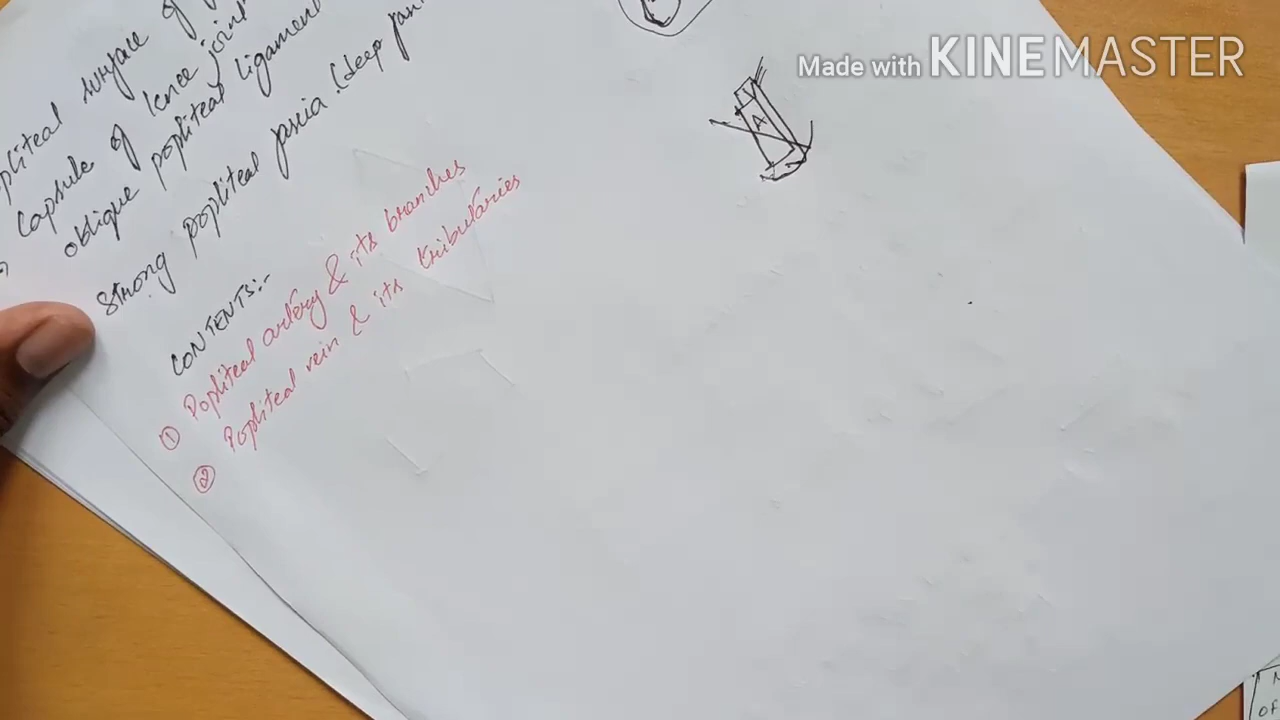 Made with KINEMASTER
popliteal surface of
capsule of knee joint
oblique popliteal ligament
strong popliteal fascia (deep
CONTENTS:-
① Popliteal artery & its branches
② Popliteal vein & its tributaries
A
OF